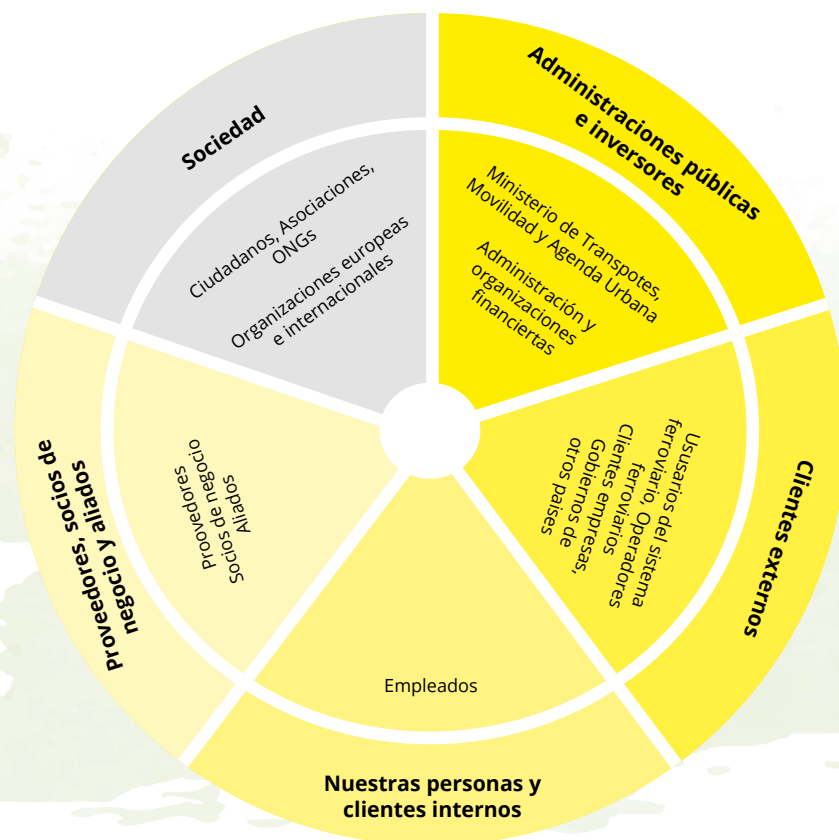 Sociedad
Ciudadanos, Asociaciones,
ONGs
Organizaciones europeas
e internacionales
Administraciones públicas
e inversores
Ministerio de Transpotes,
Movilidad y Agenda Urbana
Administración y
organizaciones
financiertas
Clientes externos
Ususarios del sistema
ferroviario, Operadores
ferroviarios
Clientes empresas,
Gobiernos de
otros países
Nuestras personas y
clientes internos
Empleados
Proveedores, socios de
negocio y aliados
Proovedores
Socios de negocio
Aliados